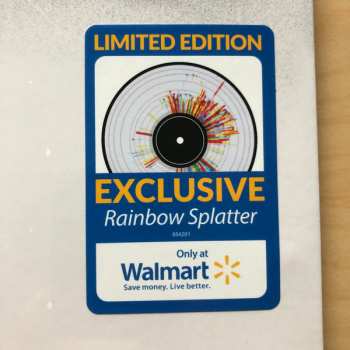 LIMITED EDITION
EXCLUSIVE
Rainbow Splatter
Only at
Walmart
Save money. Live better.